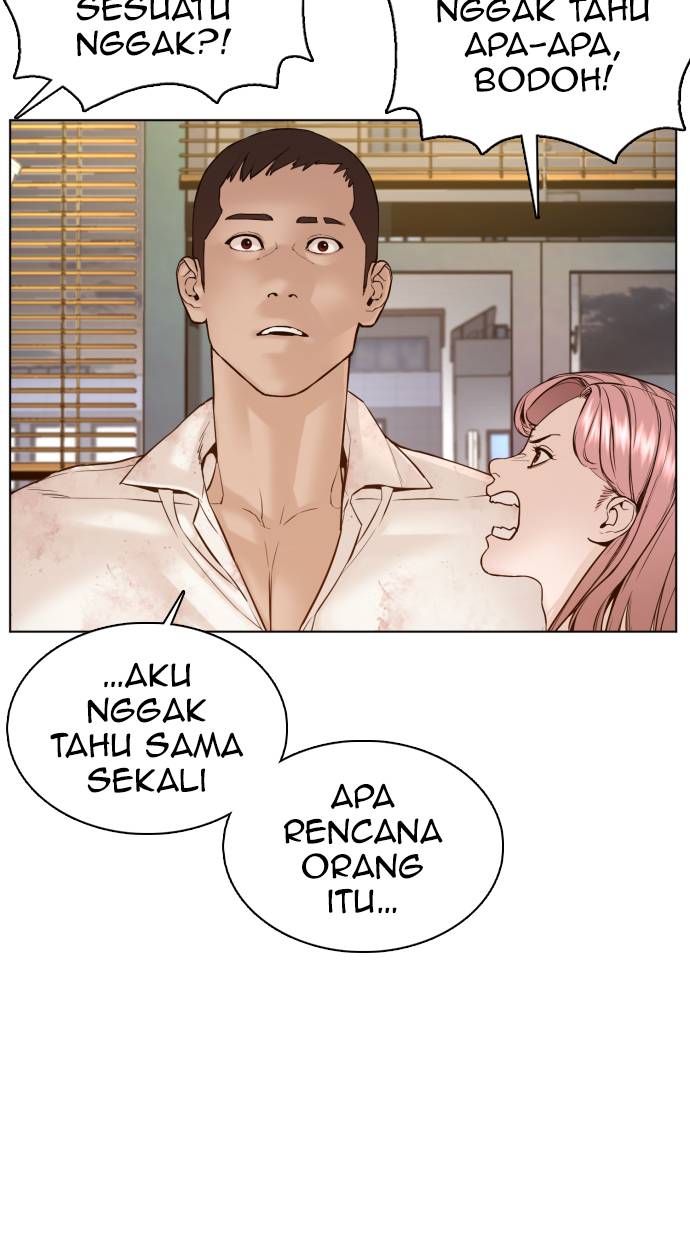 SESUATU
NGGAK?!
NGGAK TAHU
APA-APA,
BODOH!
...AKU
NGGAK
TAHU SAMA
SEKALI
APA
RENCANA
ORANG
ITU...